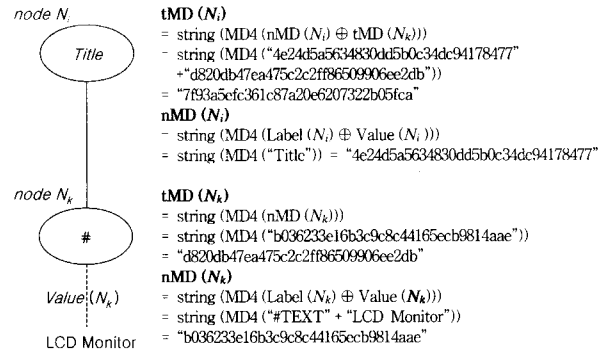 node Nᵢ
Title
tMD (Nᵢ)
= string (MD4 (nMD (Nᵢ) ⊕ tMD (Nₖ)))
= string (MD4 ("4e24d5a5634830dd5b0c34dc94178477"
+"d820db47ea475c2c2ff86509906ee2db"))
= "7f93a5efc361c87a20e6207322b05fca"
nMD (Nᵢ)
= string (MD4 (Label (Nᵢ) ⊕ Value (Nᵢ )))
= string (MD4 ("Title")) = "4e24d5a5634830dd5b0c34dc94178477"
node Nₖ
#
Value (Nₖ)
LCD Monitor
tMD (Nₖ)
= string (MD4 (nMD (Nₖ)))
= string (MD4 ("b036233e16b3c9c8c44165ecb9814aae"))
= "d820db47ea475c2c2ff86509906ee2db"
nMD (Nₖ)
= string (MD4 (Label (Nₖ) ⊕ Value (Nₖ)))
= string (MD4 ("#TEXT" + "LCD Monitor"))
= "b036233e16b3c9c8c44165ecb9814aae"